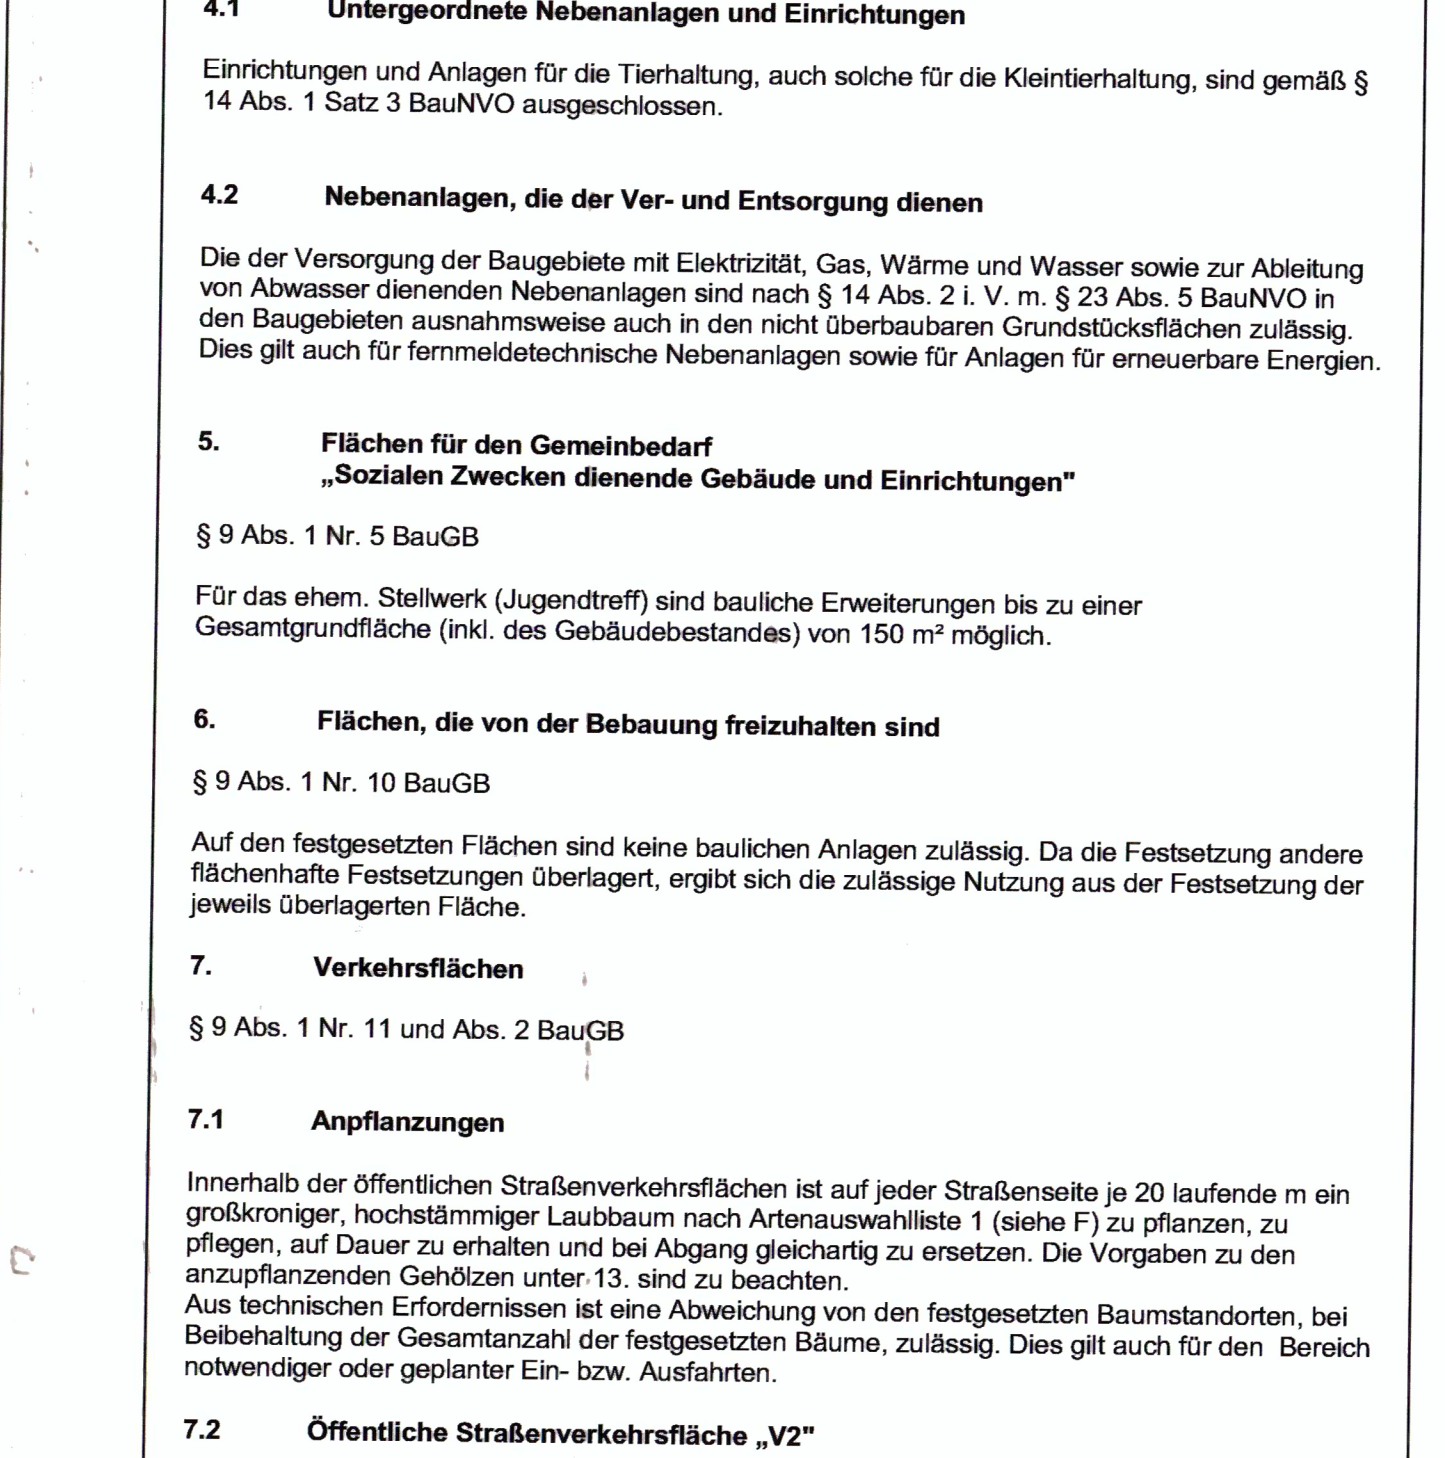 4.1 Untergeordnete Nebenanlagen und Einrichtungen
Einrichtungen und Anlagen für die Tierhaltung, auch solche für die Kleintierhaltung, sind gemäß §
14 Abs. 1 Satz 3 BauNVO ausgeschlossen.
4.2 Nebenanlagen, die der Ver- und Entsorgung dienen
Die der Versorgung der Baugebiete mit Elektrizität, Gas, Wärme und Wasser sowie zur Ableitung
von Abwasser dienenden Nebenanlagen sind nach § 14 Abs. 2 i. V. m. § 23 Abs. 5 BauNVO in
den Baugebieten ausnahmsweise auch in den nicht überbaubaren Grundstücksflächen zulässig.
Dies gilt auch für fernmeldetechnische Nebenanlagen sowie für Anlagen für erneuerbare Energien.
5. Flächen für den Gemeinbedarf
„Sozialen Zwecken dienende Gebäude und Einrichtungen"
§ 9 Abs. 1 Nr. 5 BauGB
Für das ehem. Stellwerk (Jugendtreff) sind bauliche Erweiterungen bis zu einer
Gesamtgrundfläche (inkl. des Gebäudebestandes) von 150 m² möglich.
6. Flächen, die von der Bebauung freizuhalten sind
§ 9 Abs. 1 Nr. 10 BauGB
Auf den festgesetzten Flächen sind keine baulichen Anlagen zulässig. Da die Festsetzung andere
flächenhafte Festsetzungen überlagert, ergibt sich die zulässige Nutzung aus der Festsetzung der
jeweils überlagerten Fläche.
7. Verkehrsflächen
§ 9 Abs. 1 Nr. 11 und Abs. 2 BauGB
7.1 Anpflanzungen
Innerhalb der öffentlichen Straßenverkehrsflächen ist auf jeder Straßenseite je 20 laufende m ein
großkroniger, hochstämmiger Laubbaum nach Artenauswahlliste 1 (siehe F) zu pflanzen, zu
pflegen, auf Dauer zu erhalten und bei Abgang gleichartig zu ersetzen. Die Vorgaben zu den
anzupflanzenden Gehölzen unter 13. sind zu beachten.
Aus technischen Erfordernissen ist eine Abweichung von den festgesetzten Baumstandorten, bei
Beibehaltung der Gesamtanzahl der festgesetzten Bäume, zulässig. Dies gilt auch für den Bereich
notwendiger oder geplanter Ein- bzw. Ausfahrten.
7.2 Öffentliche Straßenverkehrsfläche „V2"